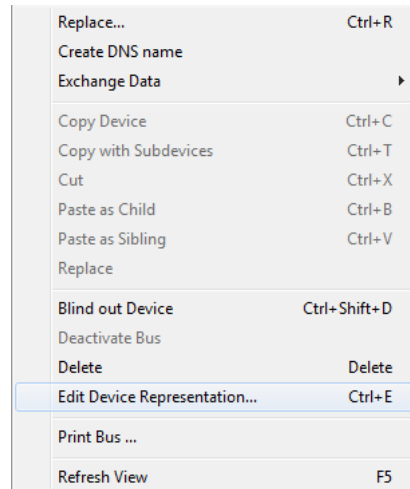 Replace... Ctrl+R
Create DNS name
Exchange Data
Copy Device Ctrl+C
Copy with Subdevices Ctrl+T
Cut Ctrl+X
Paste as Child Ctrl+B
Paste as Sibling Ctrl+V
Replace
Blind out Device Ctrl+Shift+D
Deactivate Bus
Delete Delete
Edit Device Representation... Ctrl+E
Print Bus ...
Refresh View F5